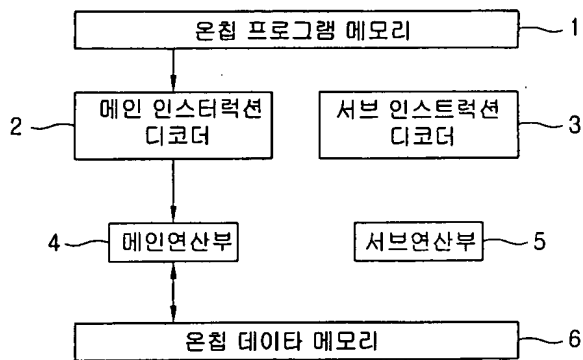 온칩 프로그램 메모리
1
2
메인 인스터럭션
디코더
서브 인스트럭션
디코더
3
4
메인연산부
서브연산부
5
온칩 데이타 메모리
6